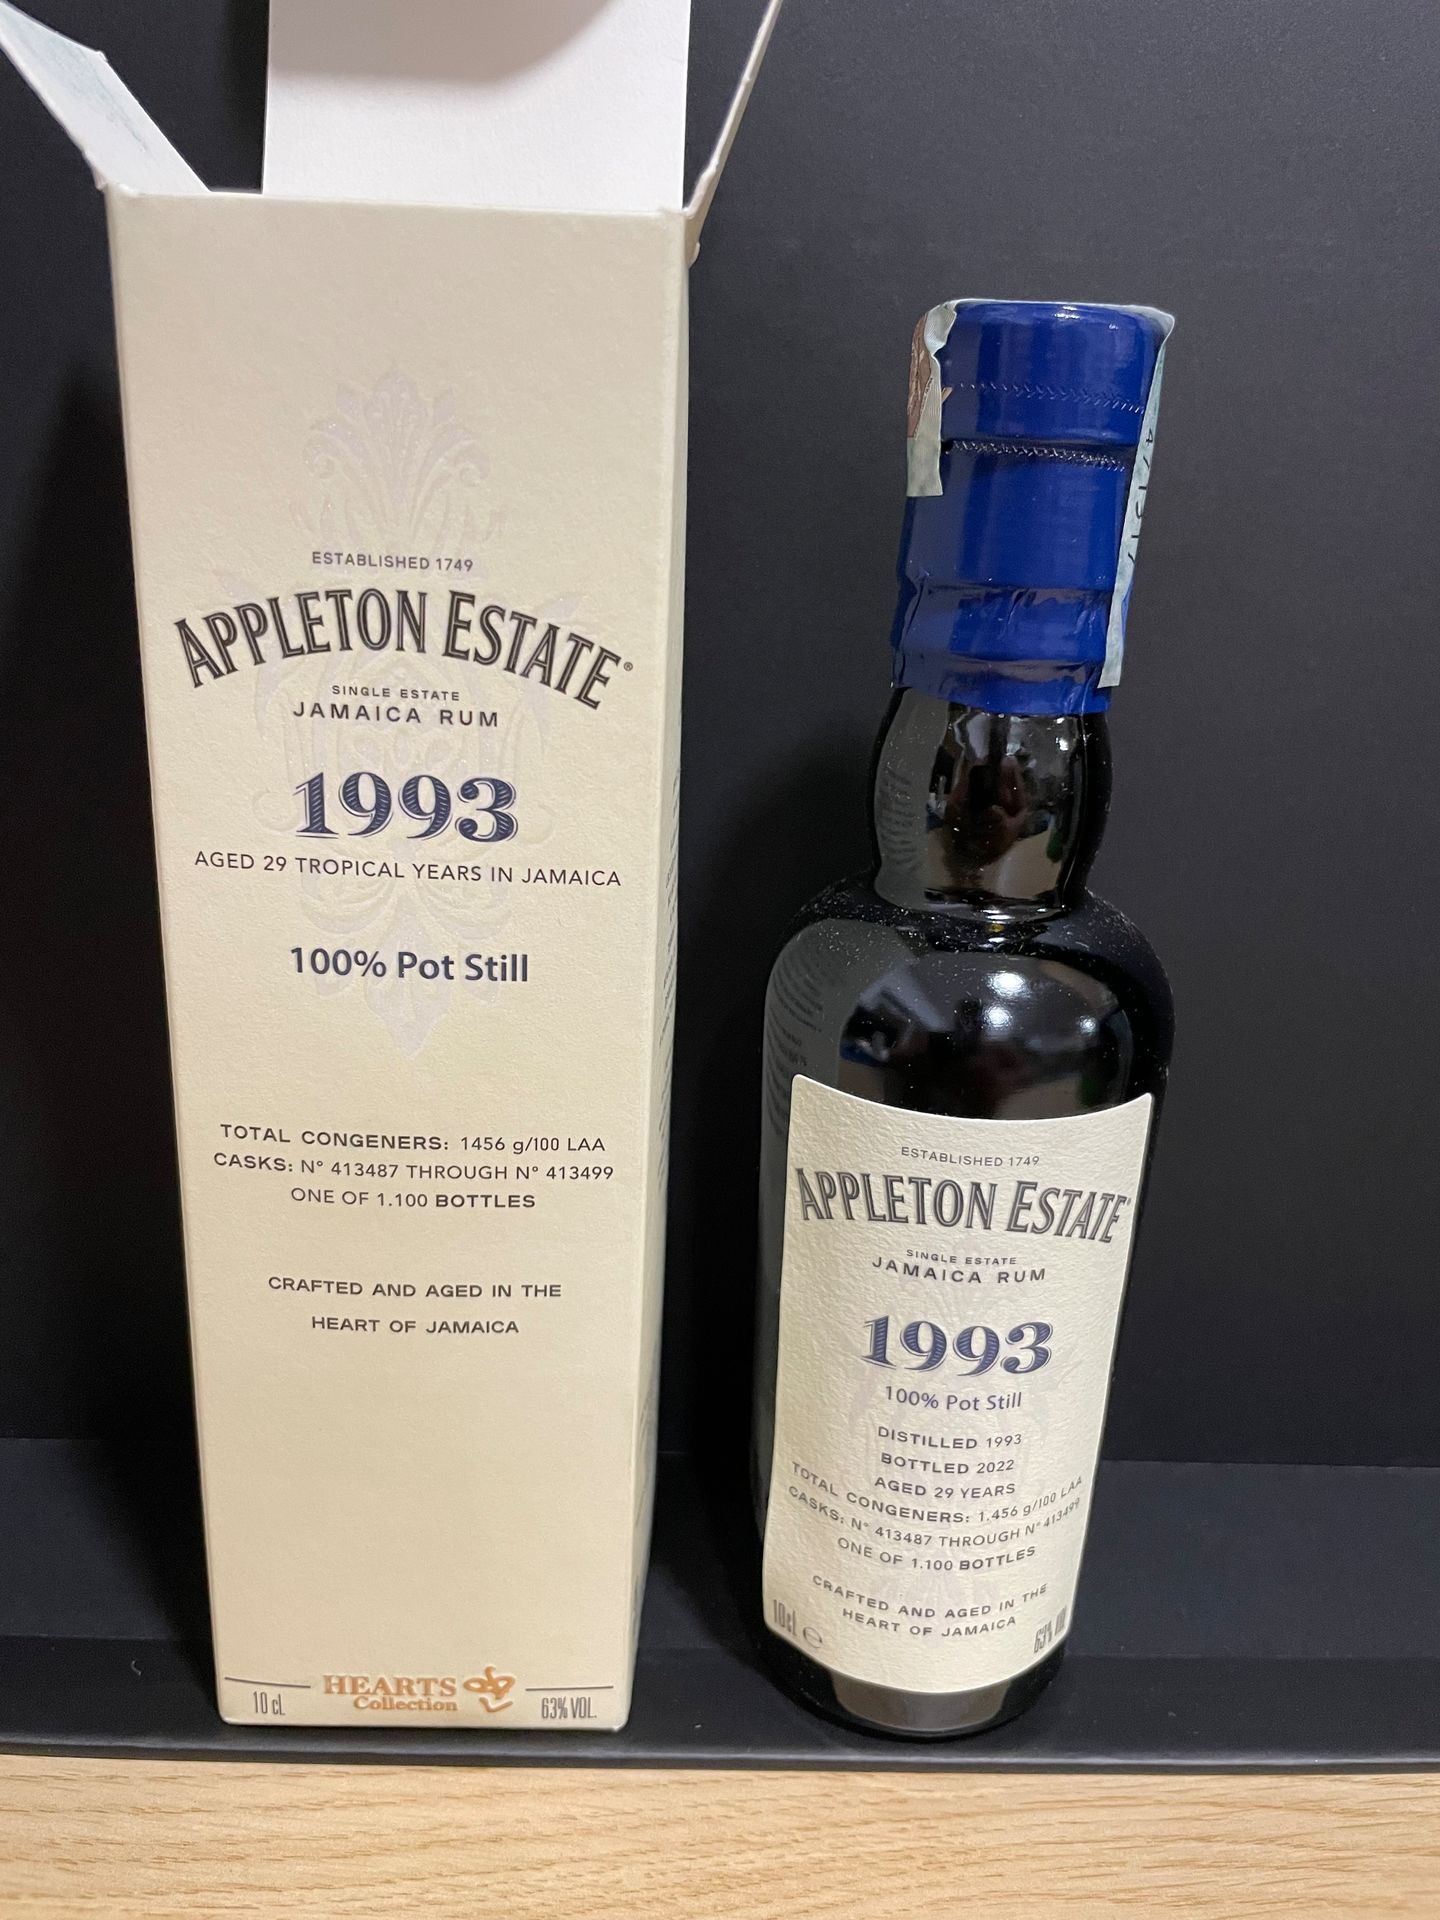 ESTABLISHED 1749
APPLETON ESTATE®
SINGLE ESTATE
JAMAICA RUM
1993
AGED 29 TROPICAL YEARS IN JAMAICA
100% Pot Still
TOTAL CONGENERS: 1456 g/100 LAA
CASKS: N° 413487 THROUGH N° 413499
ONE OF 1.100 BOTTLES
CRAFTED AND AGED IN THE
HEART OF JAMAICA
10 cL
HEARTS
Collection
63% VOL.
ESTABLISHED 1749
APPLETON ESTATE®
SINGLE ESTATE
JAMAICA RUM
1993
100% Pot Still
DISTILLED 1993
BOTTLED 2022
AGED 29 YEARS
TOTAL CONGENERS: 1.456 g/100 LAA
CASKS: N° 413487 THROUGH N° 413499
ONE OF 1.100 BOTTLES
CRAFTED AND AGED IN THE
HEART OF JAMAICA
10cL e
63% VOL.